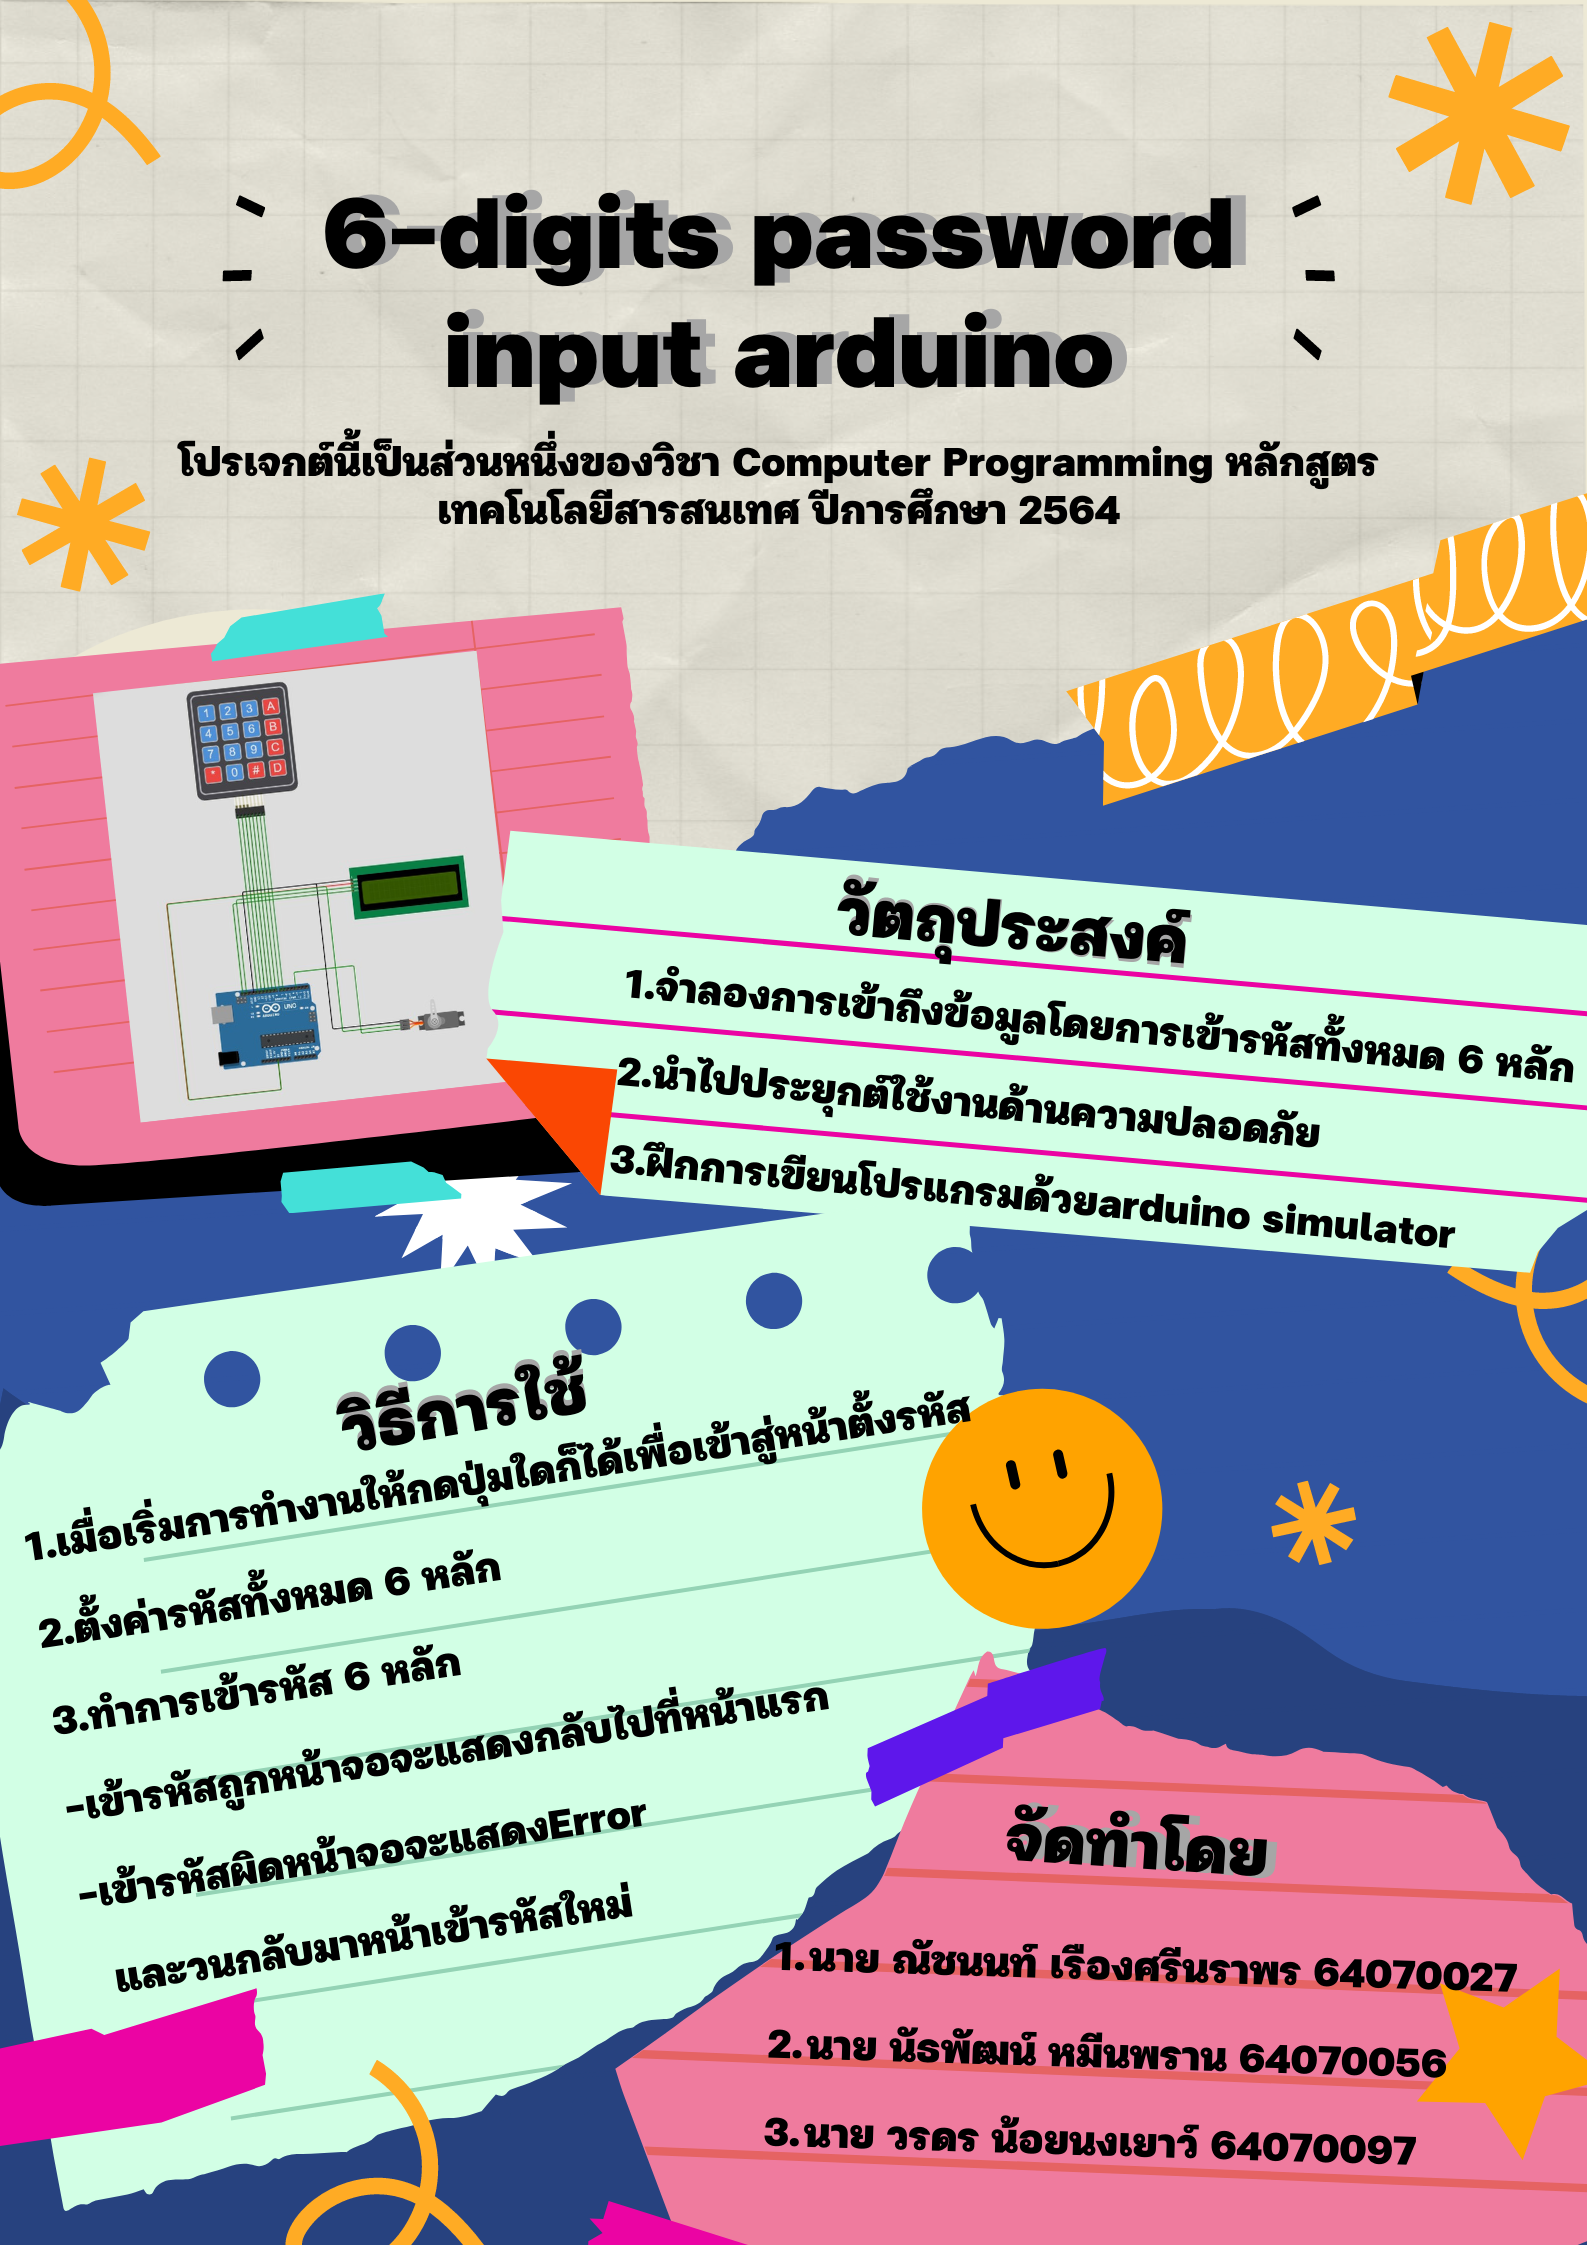 6-digits password
input arduino
โปรเจกต์นี้เป็นส่วนหนึ่งของวิชา Computer Programming หลักสูตร
เทคโนโลยีสารสนเทศ ปีการศึกษา 2564
1 2 3 A
4 5 6 B
7 8 9 C
* 0 # D
UNO
วัตถุประสงค์
1.จำลองการเข้าถึงข้อมูลโดยการเข้ารหัสทั้งหมด 6 หลัก
2.นำไปประยุกต์ใช้งานด้านความปลอดภัย
3.ฝึกการเขียนโปรแกรมด้วยarduino simulator
วิธีการใช้
1.เมื่อเริ่มการทำงานให้กดปุ่มใดก็ได้เพื่อเข้าสู่หน้าตั้งรหัส
2.ตั้งค่ารหัสทั้งหมด 6 หลัก
3.ทำการเข้ารหัส 6 หลัก
-เข้ารหัสถูกหน้าจอจะแสดงกลับไปที่หน้าแรก
-เข้ารหัสผิดหน้าจอจะแสดงError
และวนกลับมาหน้าเข้ารหัสใหม่
จัดทำโดย
1.นาย ณัชนนท์ เรืองศรีนราพร 64070027
2.นาย นัธพัฒน์ หมีนพราน 64070056
3.นาย วรดร น้อยนงเยาว์ 64070097